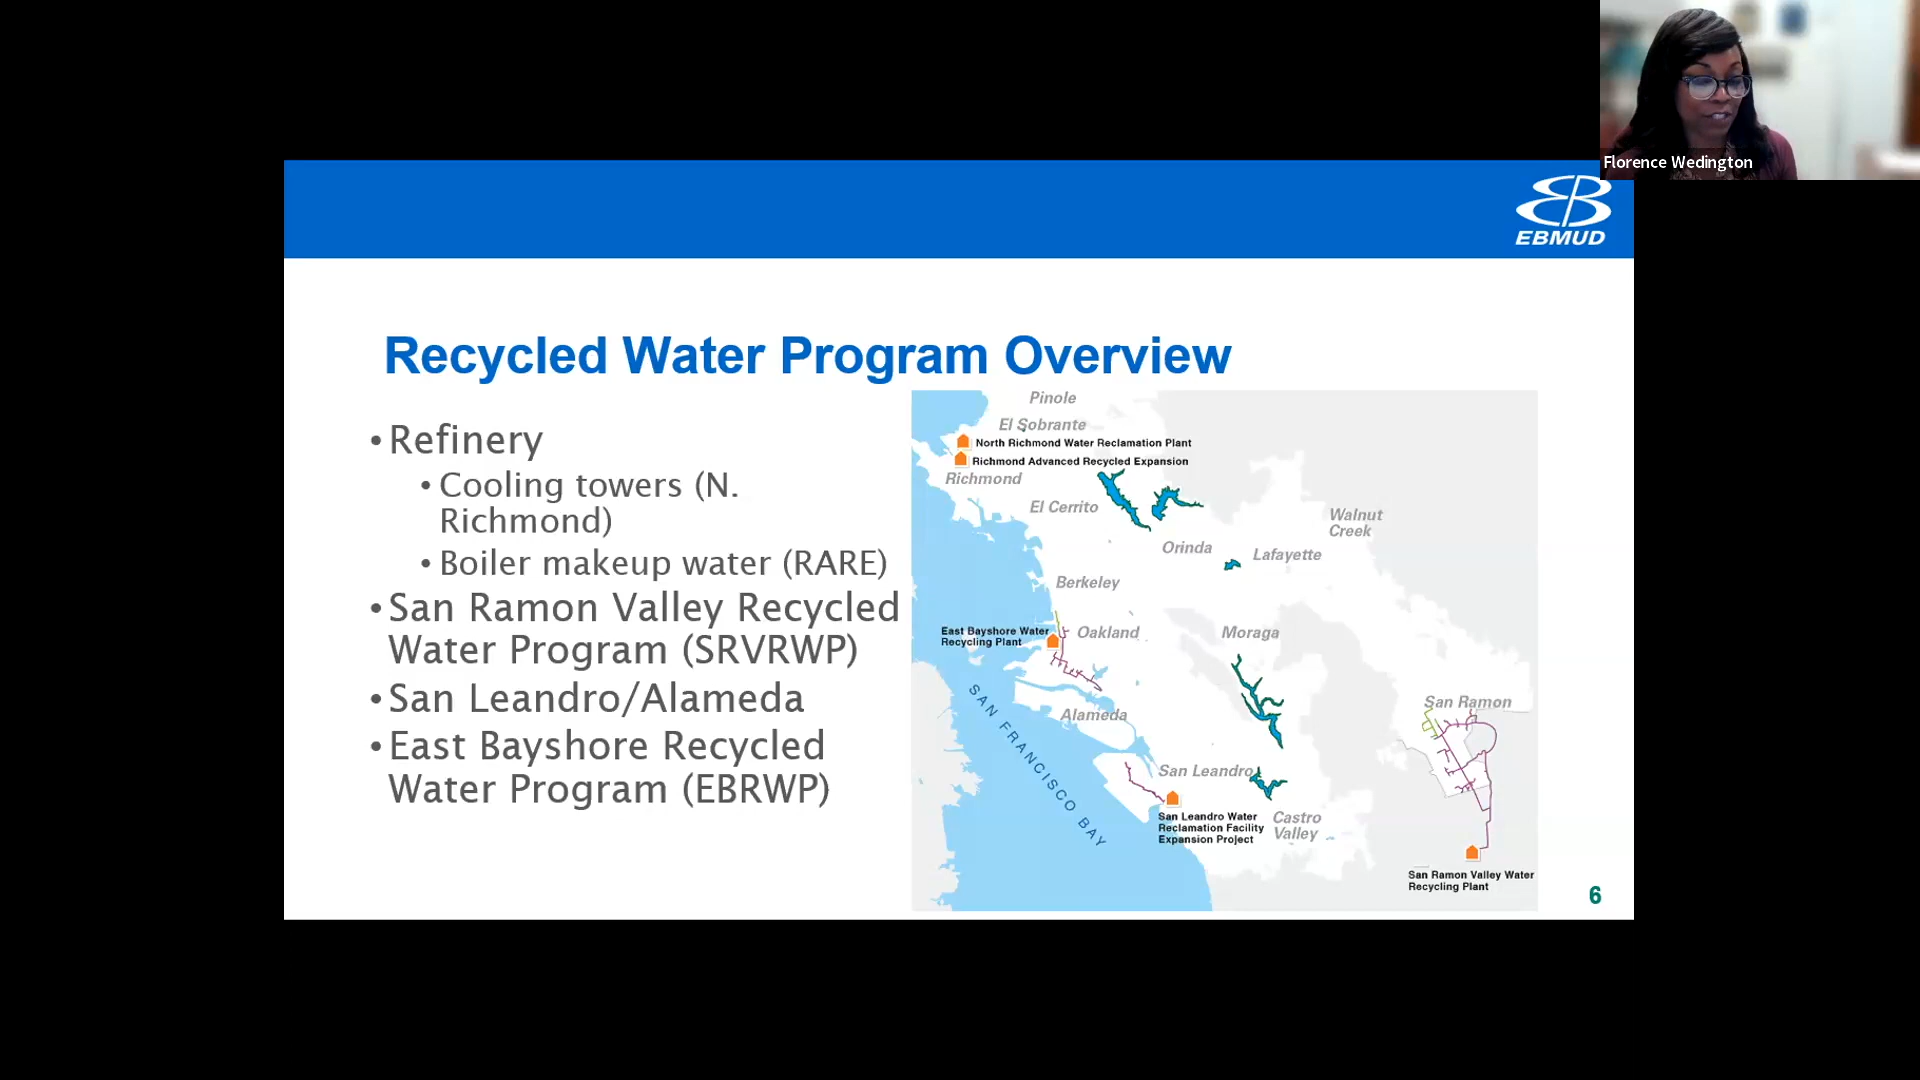 Florence Wedington
EBMUD
Recycled Water Program Overview
• Refinery
• Cooling towers (N.
Richmond)
• Boiler makeup water (RARE)
• San Ramon Valley Recycled
Water Program (SRVRWP)
• San Leandro/Alameda
• East Bayshore Recycled
Water Program (EBRWP)
Pinole
El Sobrante
North Richmond Water Reclamation Plant
Richmond Advanced Recycled Expansion
Richmond
El Cerrito
Walnut
Creek
Orinda
Lafayette
Berkeley
East Bayshore Water
Recycling Plant
Oakland
Moraga
SAN FRANCISCO BAY
Alameda
San Ramon
San Leandro
San Leandro Water
Reclamation Facility
Expansion Project
Castro
Valley
San Ramon Valley Water
Recycling Plant
6